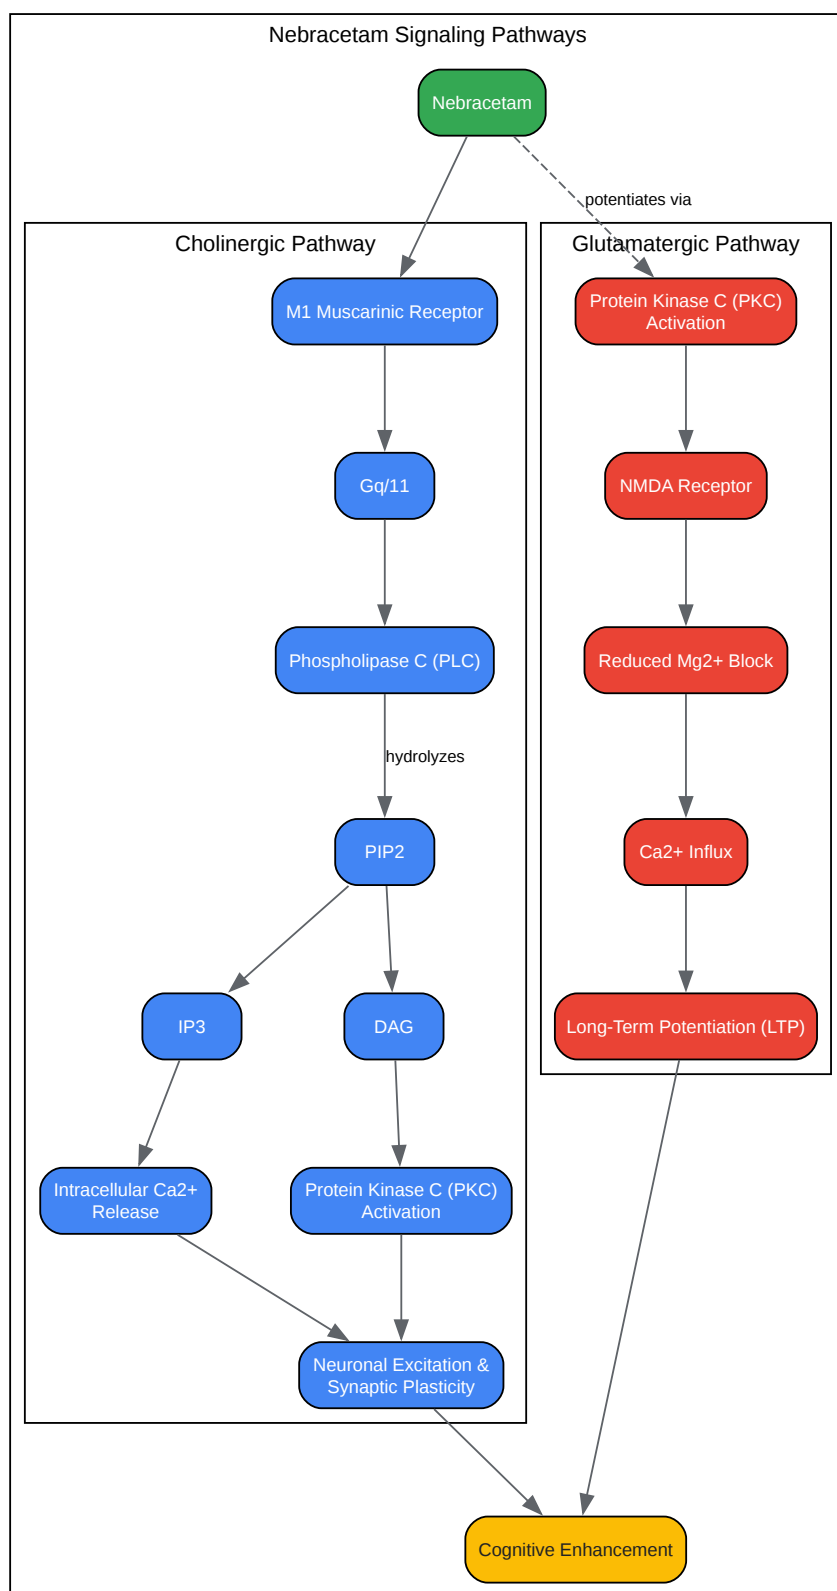 Nebracetam Signaling Pathways
Nebracetam
potentiates via
Cholinergic Pathway
Glutamatergic Pathway
M1 Muscarinic Receptor
Protein Kinase C (PKC)
Activation
Gq/11
NMDA Receptor
Phospholipase C (PLC)
Reduced Mg2+ Block
hydrolyzes
PIP2
Ca2+ Influx
IP3
DAG
Long-Term Potentiation (LTP)
Intracellular Ca2+
Release
Protein Kinase C (PKC)
Activation
Neuronal Excitation &
Synaptic Plasticity
Cognitive Enhancement